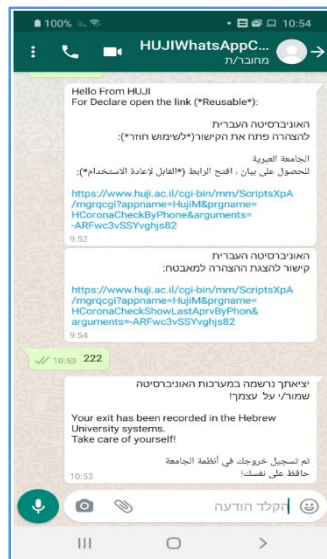 100% 10:54
HUJIWhatsAppC...
מחובר/ת
Hello From HUJI
For Declare open the link (*Reusable*):
האוניברסיטה העברית
להצהרה פתח את הקישור(*לשימוש חוזר*):
الجامعة العبرية
للحصول على بيان ، افتح الرابط (*القابل لإعادة الاستخدام*):
https://www.huji.ac.il/cgi-bin/mm/ScriptsXpA
/mgrqcgi?appname=HujiM&prgname=
HCoronaCheckByPhone&arguments=
-ARFwc3vSSYvghjs82
9:52
האוניברסיטה העברית
קישור להצגת ההצהרה למאבטח:
https://www.huji.ac.il/cgi-bin/mm/ScriptsXpA
/mgrqcgi?appname=HujiM&prgname=
HCoronaCheckShowLastAprvByPhon&
arguments=-ARFwc3vSSYvghjs82
9:54
222
10:53
יציאתך נרשמה במערכות האוניברסיטה
שמור/י על עצמך!
Your exit has been recorded in the Hebrew
University systems.
Take care of yourself!
تم تسجيل خروجك في أنظمة الجامعة
حافظ على نفسك!
10:53
הקלד הודעה